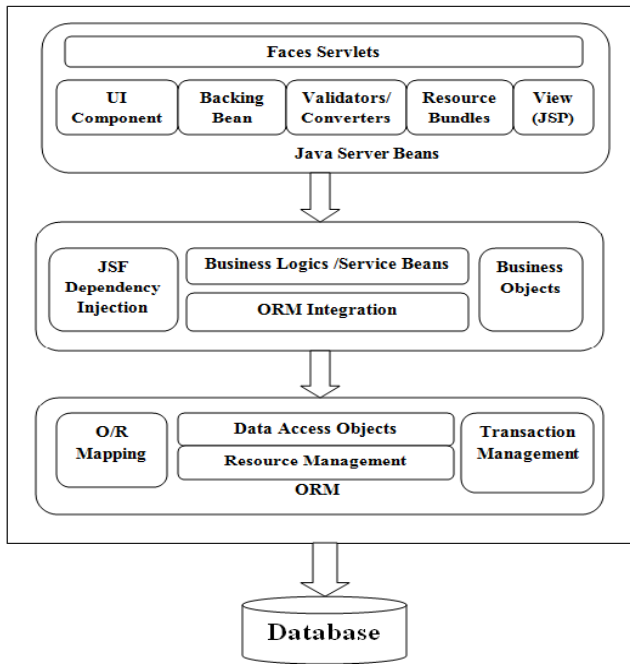 Faces Servlets
UI
Component
Backing
Bean
Validators/
Converters
Resource
Bundles
View
(JSP)
Java Server Beans
JSF
Dependency
Injection
Business Logics /Service Beans
ORM Integration
Business
Objects
O/R
Mapping
Data Access Objects
Resource Management
Transaction
Management
ORM
Database